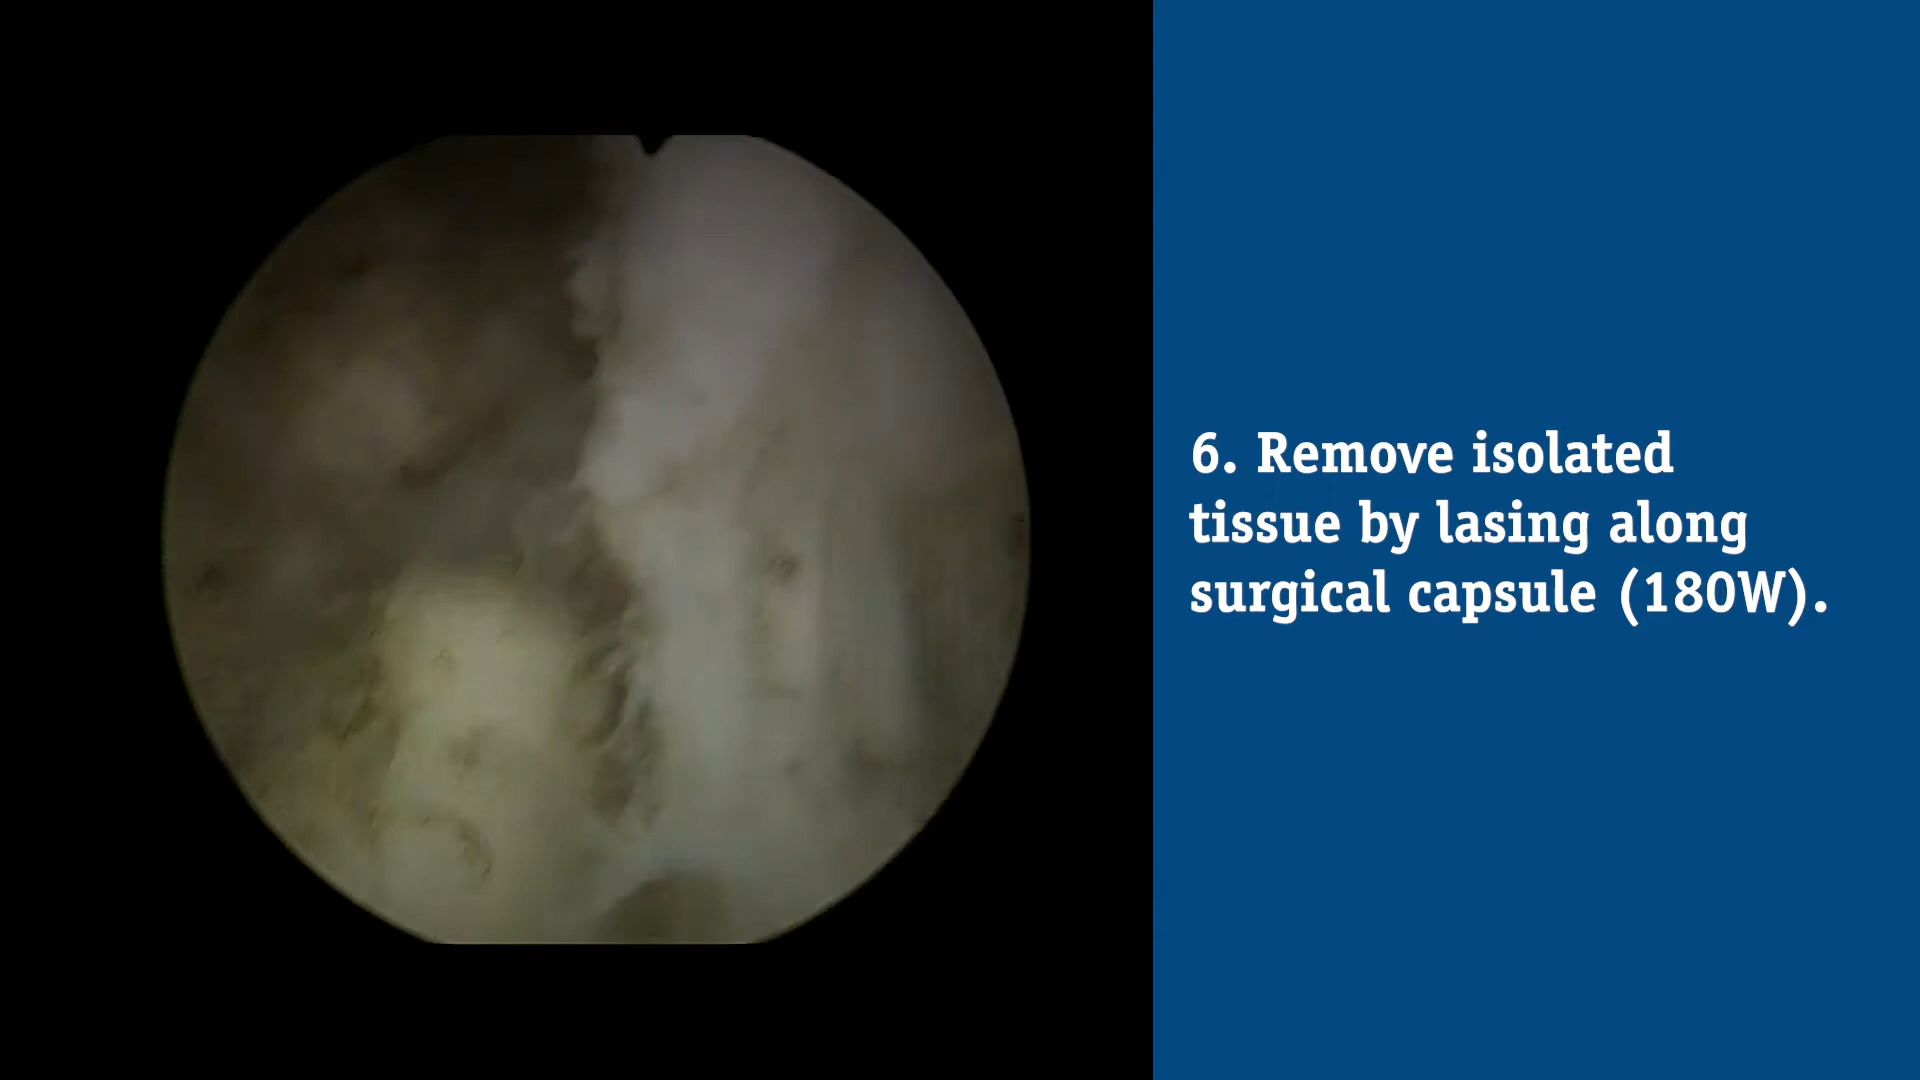 6. Remove isolated
tissue by lasing along
surgical capsule (180W).